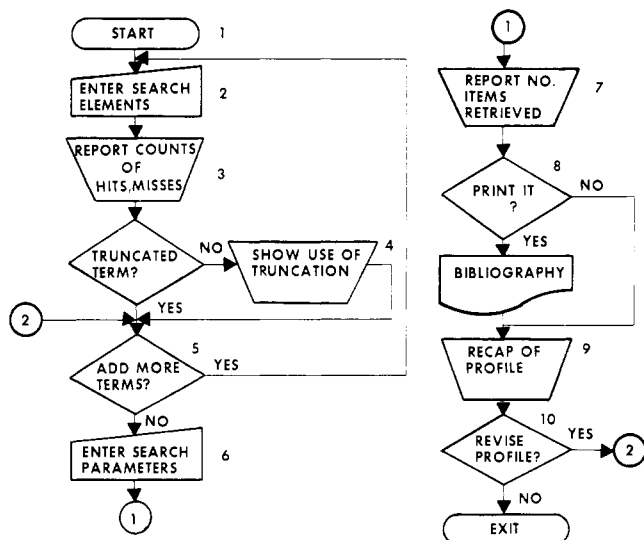 START 1
ENTER SEARCH
ELEMENTS 2
REPORT COUNTS
OF
HITS,MISSES 3
TRUNCATED
TERM?
NO
SHOW USE OF
TRUNCATION 4
YES
2
ADD MORE
TERMS? 5
YES
NO
ENTER SEARCH
PARAMETERS 6
1
1
REPORT NO.
ITEMS
RETRIEVED 7
PRINT IT
? 8
NO
YES
BIBLIOGRAPHY
RECAP OF
PROFILE 9
REVISE
PROFILE? 10
YES
2
NO
EXIT